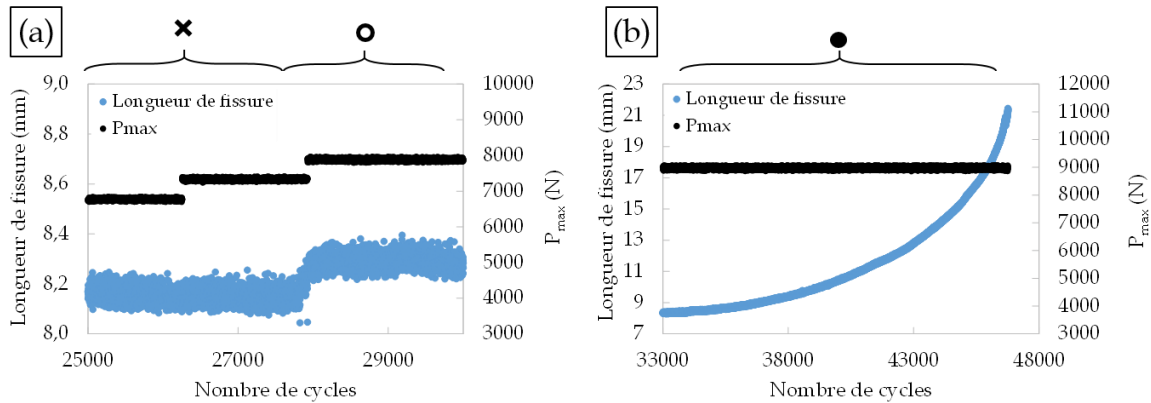 (a)
9,0
8,8
8,6
8,4
8,2
8,0
Longueur de fissure (mm)
Longueur de fissure
Pmax
10000
9000
8000
7000
6000
5000
4000
3000
Pmax (N)
25000 27000 29000
Nombre de cycles
(b)
23
21
19
17
15
13
11
9
7
Longueur de fissure (mm)
Longueur de fissure
Pmax
12000
11000
10000
9000
8000
7000
6000
5000
4000
3000
Pmax (N)
33000 38000 43000 48000
Nombre de cycles